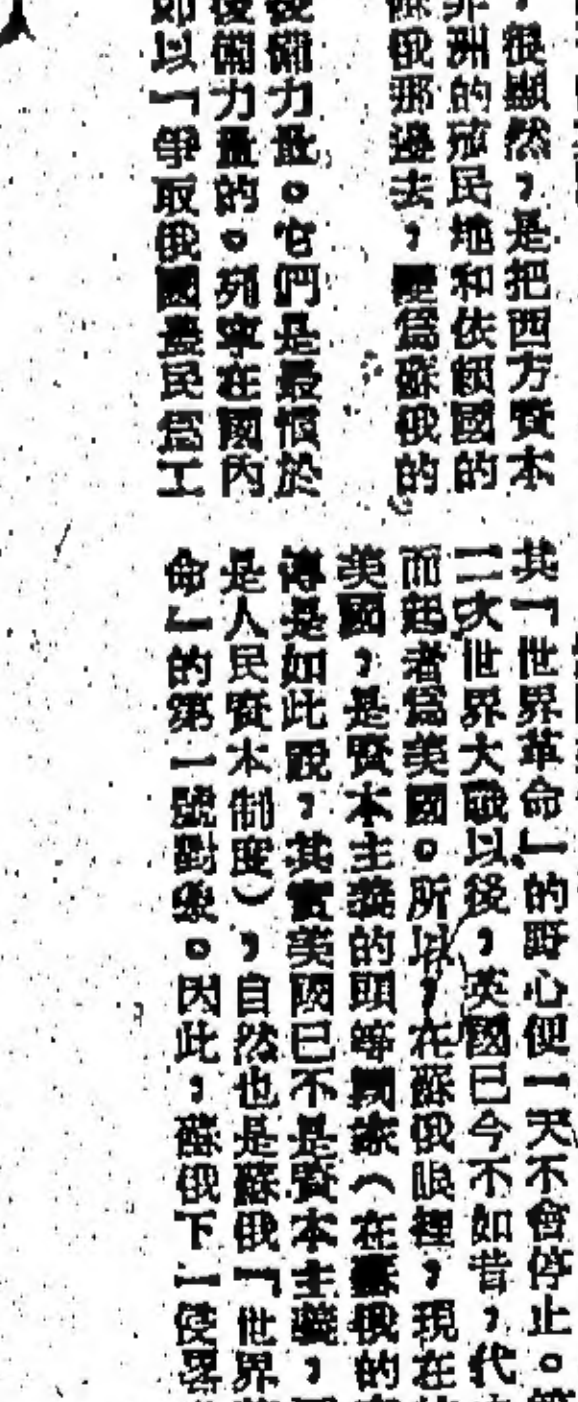 ，很顯然，是把西方資本
非洲的殖民地和依賴國的
蘇俄那邊去，壓爲蘇俄的
後備力量。它們是最恨於
後備力量的。列寧在國內
如以「爭取俄國農民爲工
其「世界革命」的野心便一天不會停止。第
二次世界大戰以後，英國已今不如昔，代
而起者爲美國。所以，在蘇俄眼裡，現在
美國，是資本主義的頭等國家（在蘇俄的
傳是如此說，其實美國已不是資本主義，
是人民資本制度），自然也是蘇俄「世界
命」的第一號對象。因此，蘇俄下一侵略